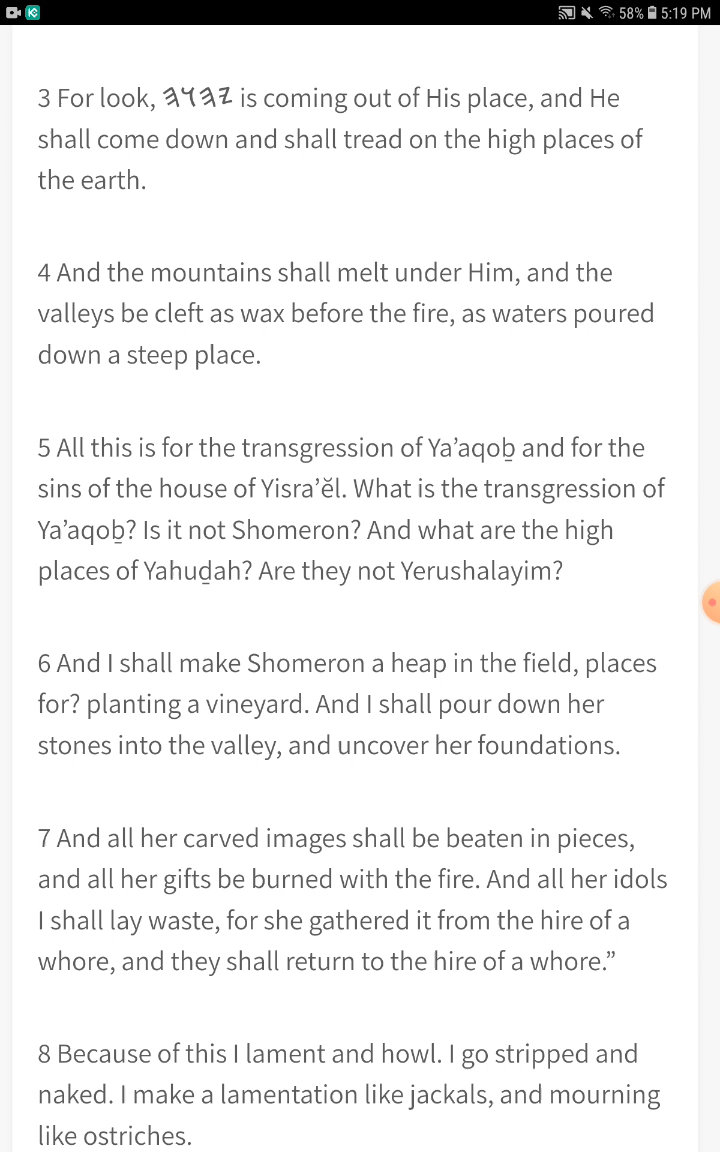 58% 5:19 PM
3 For look, 𐤄𐤅𐤄𐤉 is coming out of His place, and He
shall come down and shall tread on the high places of
the earth.
4 And the mountains shall melt under Him, and the
valleys be cleft as wax before the fire, as waters poured
down a steep place.
5 All this is for the transgression of Ya’aqoḇ and for the
sins of the house of Yisra’ĕl. What is the transgression of
Ya’aqoḇ? Is it not Shomeron? And what are the high
places of Yahuḏah? Are they not Yerushalayim?
6 And I shall make Shomeron a heap in the field, places
for? planting a vineyard. And I shall pour down her
stones into the valley, and uncover her foundations.
7 And all her carved images shall be beaten in pieces,
and all her gifts be burned with the fire. And all her idols
I shall lay waste, for she gathered it from the hire of a
whore, and they shall return to the hire of a whore.”
8 Because of this I lament and howl. I go stripped and
naked. I make a lamentation like jackals, and mourning
like ostriches.